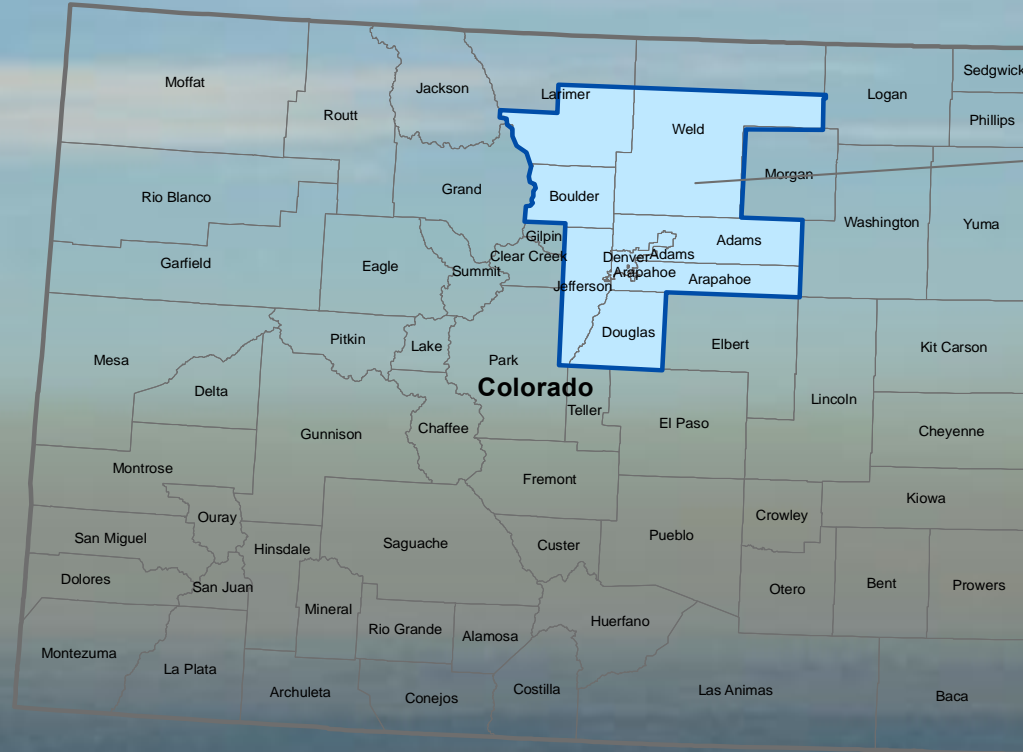 Sedgwick
Moffat
Jackson
Larimer
Logan
Routt
Phillips
Weld
Morgan
Grand
Boulder
Rio Blanco
Washington
Yuma
Gilpin
Adams
Clear Creek
Denver
Adams
Garfield
Eagle
Summit
Arapahoe
Arapahoe
Jefferson
Douglas
Pitkin
Lake
Elbert
Kit Carson
Mesa
Park
Colorado
Delta
Teller
Lincoln
Chaffee
El Paso
Cheyenne
Gunnison
Montrose
Fremont
Kiowa
Ouray
Crowley
San Miguel
Hinsdale
Saguache
Custer
Pueblo
Dolores
San Juan
Otero
Bent
Prowers
Mineral
Rio Grande
Alamosa
Huerfano
Montezuma
La Plata
Archuleta
Conejos
Costilla
Las Animas
Baca